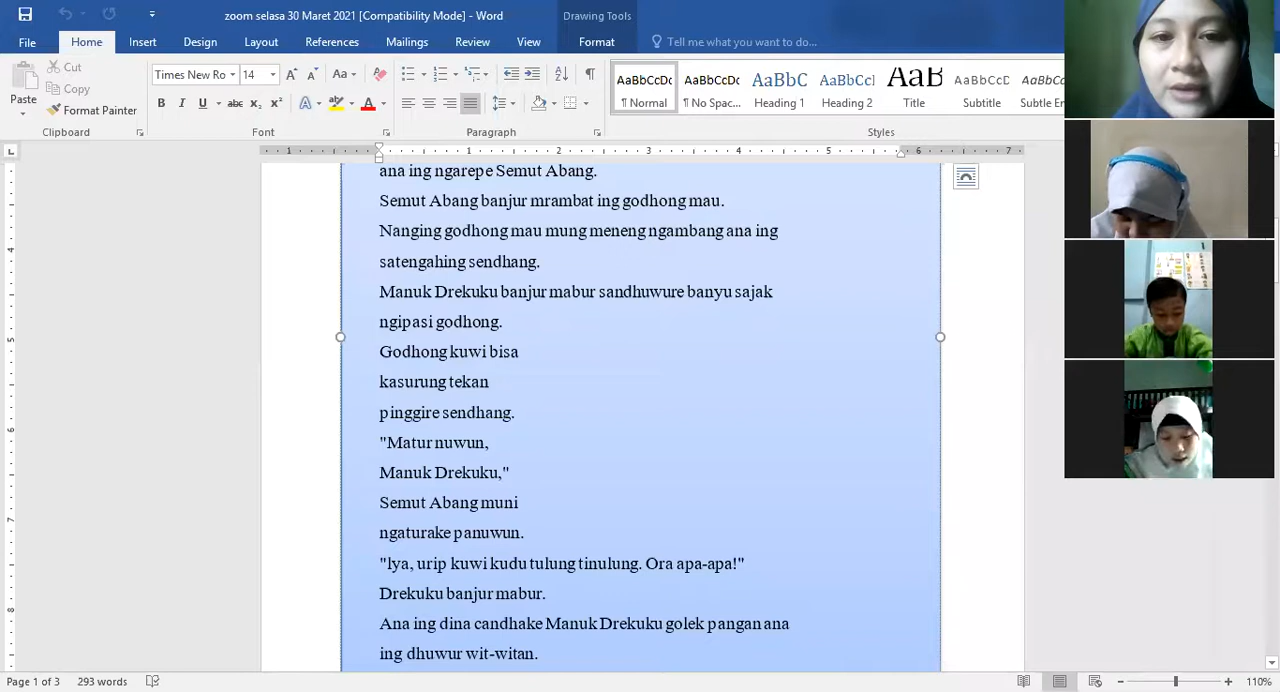 zoom selasa 30 Maret 2021 [Compatibility Mode] - Word
Drawing Tools
File
Home
Insert
Design
Layout
References
Mailings
Review
View
Format
Tell me what you want to do...
Paste
Cut
Copy
Format Painter
Clipboard
Times New Ro
14
Font
Paragraph
AaBbCcDc
¶ Normal
AaBbCcDc
¶ No Spac...
AaBbC
Heading 1
AaBbCcI
Heading 2
AaB
Title
AaBbCcD
Subtitle
AaBbCcDc
Subtle Em
Styles
ana ing ngarepe Semut Abang.
Semut Abang banjur mrambat ing godhong mau.
Nanging godhong mau mung meneng ngambang ana ing
satengahing sendhang.
Manuk Drekuku banjur mabur sandhuwure banyu sajak
ngipasi godhong.
Godhong kuwi bisa
kasurung tekan
pinggire sendhang.
"Matur nuwun,
Manuk Drekuku,"
Semut Abang muni
ngaturake panuwun.
"lya, urip kuwi kudu tulung tinulung. Ora apa-apa!"
Drekuku banjur mabur.
Ana ing dina candhake Manuk Drekuku golek pangan ana
ing dhuwur wit-witan.
Page 1 of 3
293 words
110%